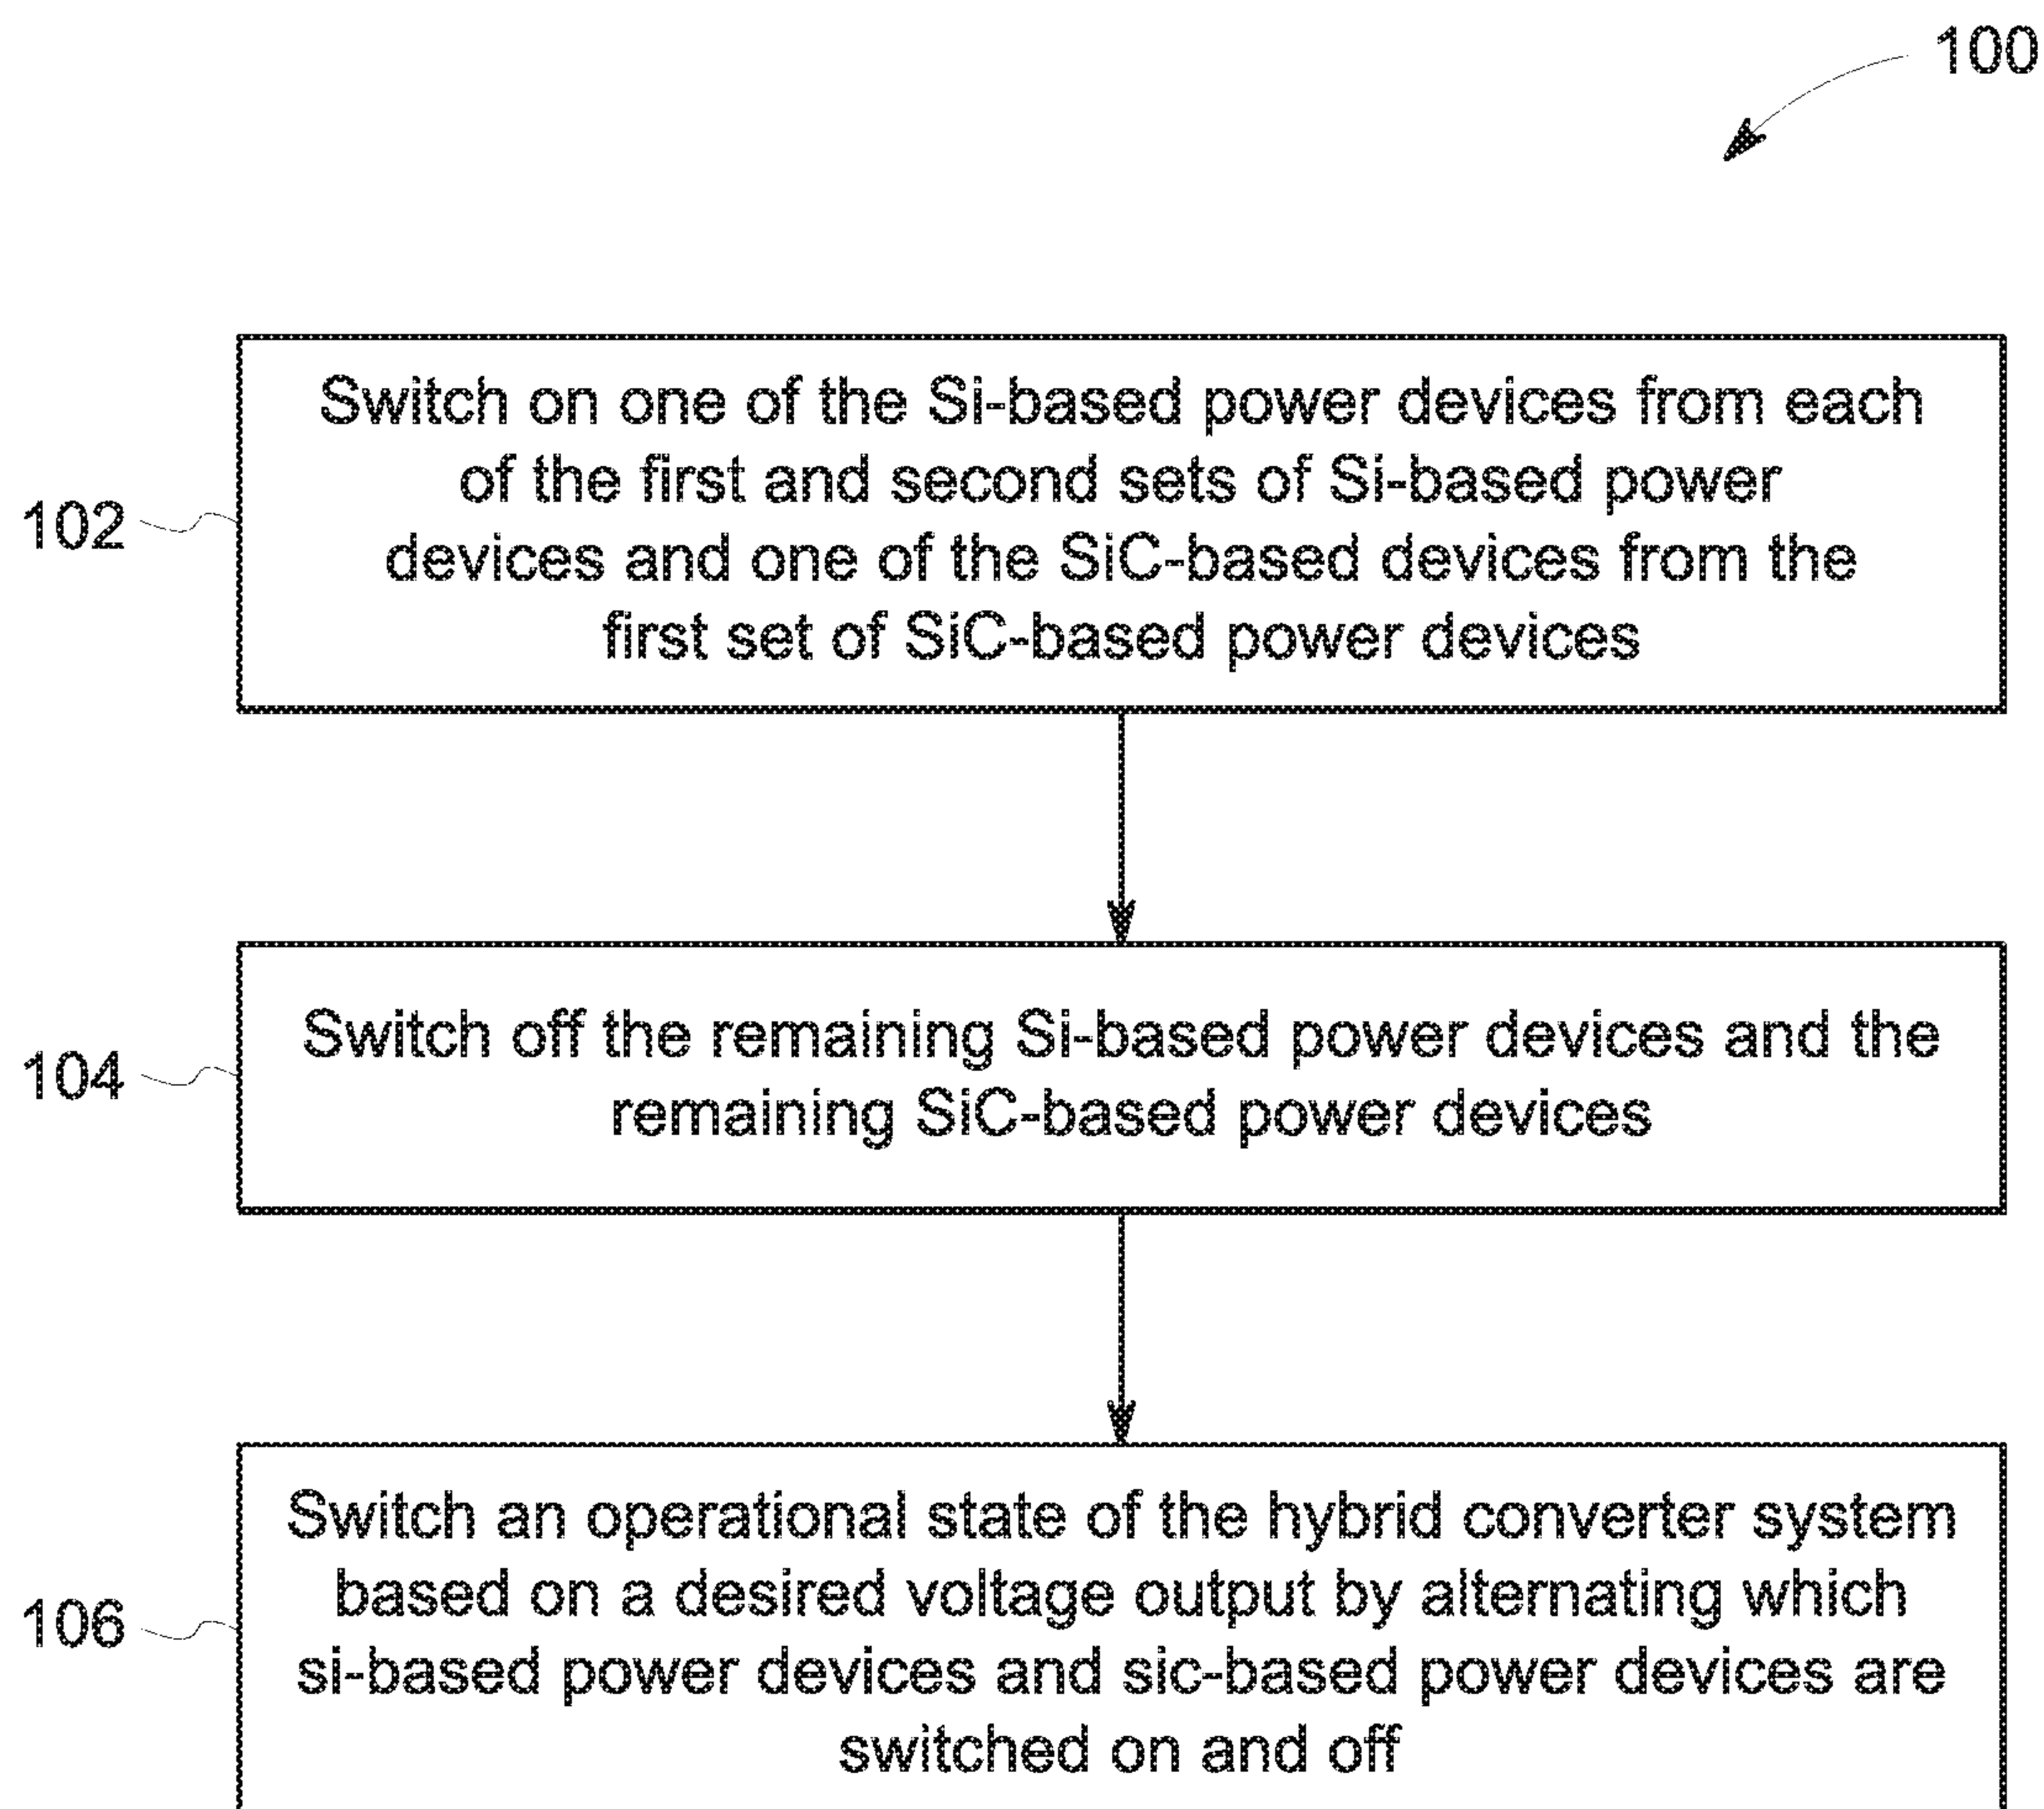 100
Switch on one of the Si-based power devices from each
of the first and second sets of Si-based power
devices and one of the SiC-based devices from the
first set of SiC-based power devices
102
Switch off the remaining Si-based power devices and the
remaining SiC-based power devices
104
Switch an operational state of the hybrid converter system
based on a desired voltage output by alternating which
si-based power devices and sic-based power devices are
switched on and off
106